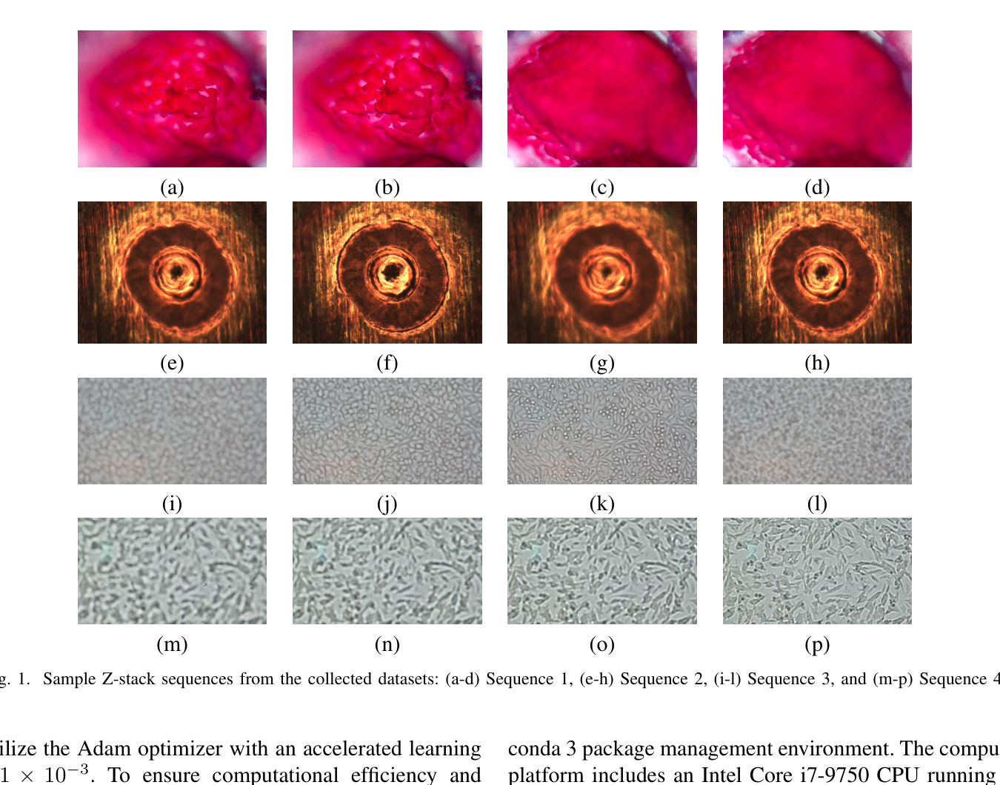 (a) (b) (c) (d)
(e) (f) (g) (h)
(i) (j) (k) (l)
(m) (n) (o) (p)
g. 1. Sample Z-stack sequences from the collected datasets: (a-d) Sequence 1, (e-h) Sequence 2, (i-l) Sequence 3, and (m-p) Sequence 4
ilize the Adam optimizer with an accelerated learning
1 × 10⁻³. To ensure computational efficiency and
conda 3 package management environment. The compu
platform includes an Intel Core i7-9750 CPU running